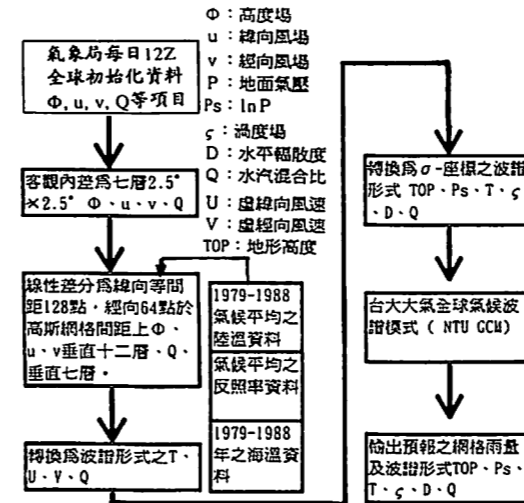 氣象局每日12Z
全球初始化資料
Φ, u, v, Q等項目
客觀內差為七層2.5°
×2.5° Φ、u、v、Q
線性差分為緯向等間
距128點，經向64點於
高斯網格間距上Φ、
u、v垂直十二層、Q、
垂直七層。
轉換為波譜形式之T、
U、V、Q
Φ：高度場
u：緯向風場
v：經向風場
P：地面氣壓
Ps：lnP
ς：渦度場
D：水平輻散度
Q：水汽混合比
U：虛緯向風速
V：虛經向風速
TOP：地形高度
1979-1988
氣候平均之
陸溫資料
氣候平均之
反照率資料
1979-1988
年之海溫資
料
轉換為σ-座標之波譜
形式 TOP、Ps、T、ς
、D、Q
台大大氣全球氣候波
譜模式（ NTU GCM）
輸出預報之網格雨量
及波譜形式TOP、Ps、
T、ς、D、Q